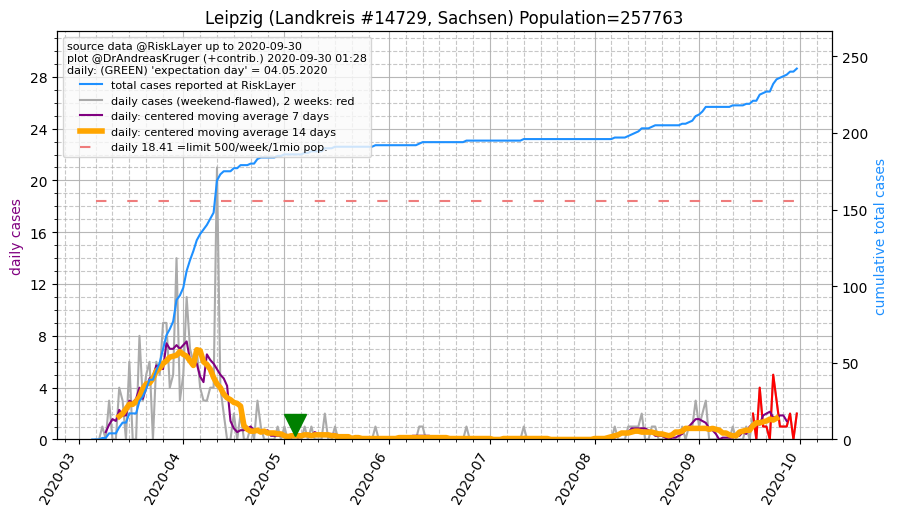 Leipzig (Landkreis #14729, Sachsen) Population=257763
source data @RiskLayer up to 2020-09-30
plot @DrAndreasKruger (+contrib.) 2020-09-30 01:28
daily: (GREEN) 'expectation day' = 04.05.2020
total cases reported at RiskLayer
daily cases (weekend-flawed), 2 weeks: red
daily: centered moving average 7 days
daily: centered moving average 14 days
daily 18.41 =limit 500/week/1mio pop.
daily cases
28
24
20
16
12
8
4
0
cumulative total cases
250
200
150
100
50
0
2020-03
2020-04
2020-05
2020-06
2020-07
2020-08
2020-09
2020-10